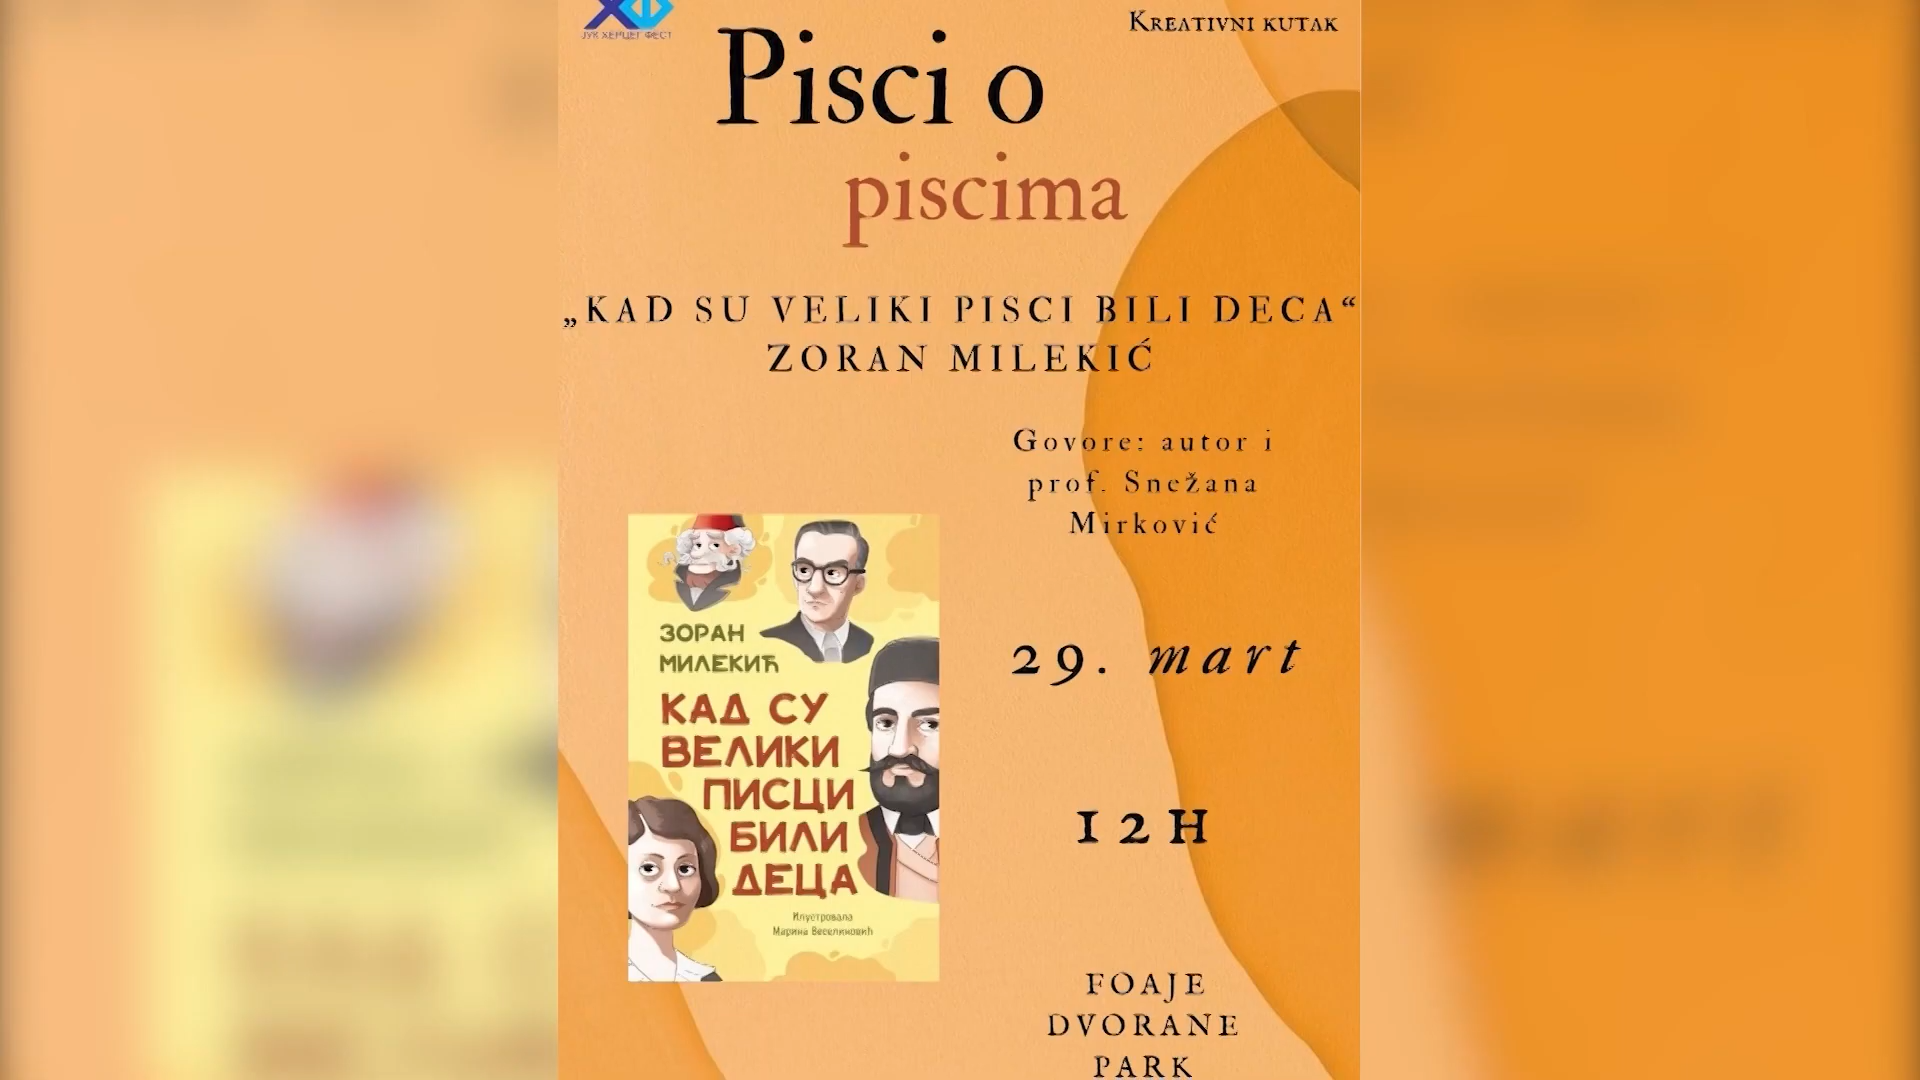 ЈУК ХЕРЦЕГ ФЕСТ
Kreativni kutak
Pisci o
piscima
„KAD SU VELIKI PISCI BILI DECA“
ZORAN MILEKIĆ
Govore: autor i
prof. Snežana
Mirković
ЗОРАН
МИЛЕКИЋ
КАД СУ
ВЕЛИКИ
ПИСЦИ
БИЛИ
ДЕЦА
Илустровала
Марина Веселиновић
29. mart
12H
FOAJE
DVORANE
PARK